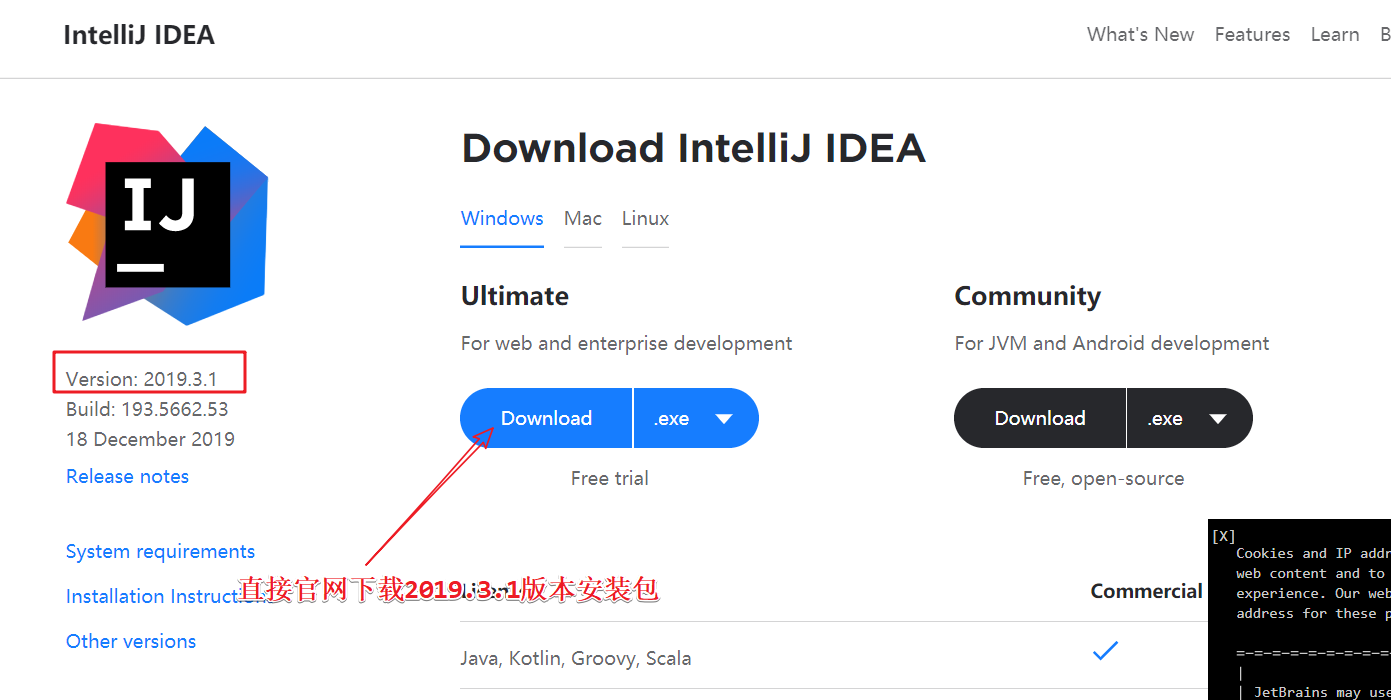 IntelliJ IDEA
What's New Features Learn B
IJ
Download IntelliJ IDEA
Windows Mac Linux
Ultimate
For web and enterprise development
Download .exe
Free trial
Community
For JVM and Android development
Download .exe
Free, open-source
Version: 2019.3.1
Build: 193.5662.53
18 December 2019
Release notes
System requirements
Installation Instructions
Other versions
直接官网下载2019.3.1版本安装包
Commercial
Java, Kotlin, Groovy, Scala
[X]
Cookies and IP addr
web content and to
experience. Our web
address for these p
=-=-=-=-=-=-=-=-=-=
|
| JetBrains may use